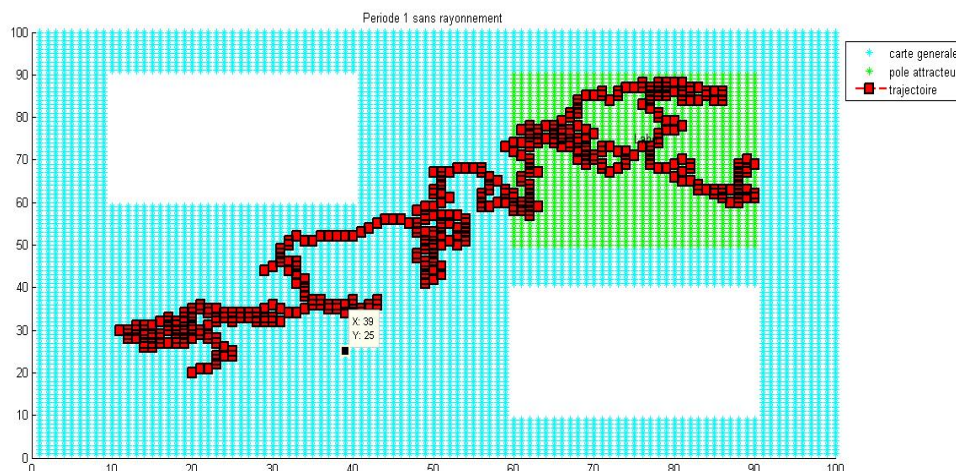 Periode 1 sans rayonnement
100
90
80
70
60
50
40
30
20
10
0
0 10 20 30 40 50 60 70 80 90 100
carte generale
pole attracteu
trajectoire
X: 39
Y: 25